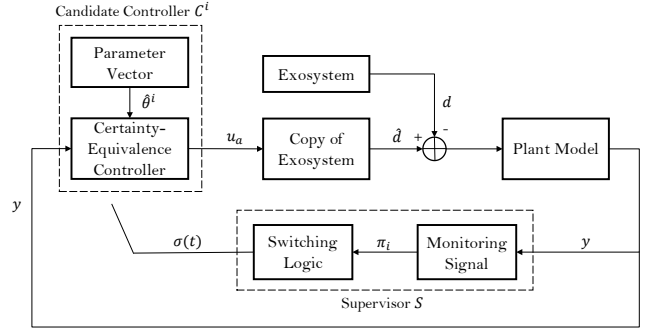 Candidate Controller Cⁱ
Parameter
Vector
θ̂ⁱ
Certainty-
Equivalence
Controller
uₐ
Exosystem
d
Copy of
Exosystem
d̂
+
-
Plant Model
y
σ(t)
Switching
Logic
πᵢ
Monitoring
Signal
y
Supervisor S